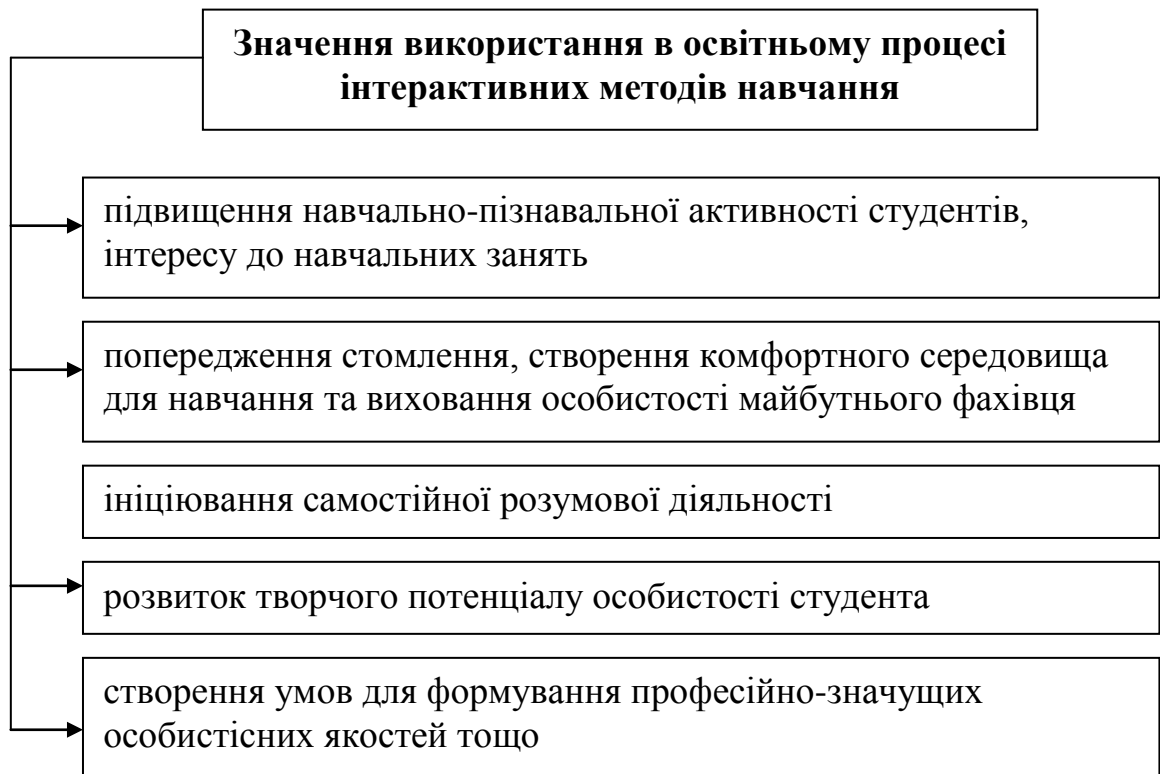 Значення використання в освітньому процесі
інтерактивних методів навчання
підвищення навчально-пізнавальної активності студентів,
інтересу до навчальних занять
попередження стомлення, створення комфортного середовища
для навчання та виховання особистості майбутнього фахівця
ініціювання самостійної розумової діяльності
розвиток творчого потенціалу особистості студента
створення умов для формування професійно-значущих
особистісних якостей тощо